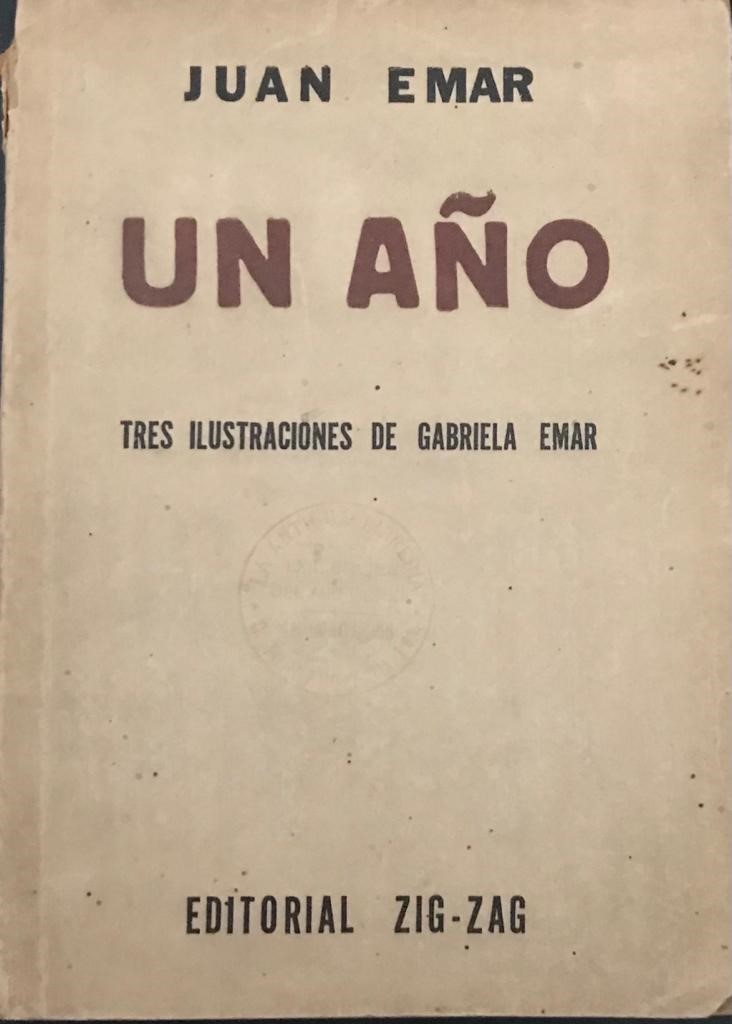 JUAN EMAR
UN AÑO
TRES ILUSTRACIONES DE GABRIELA EMAR
EDITORIAL ZIG-ZAG